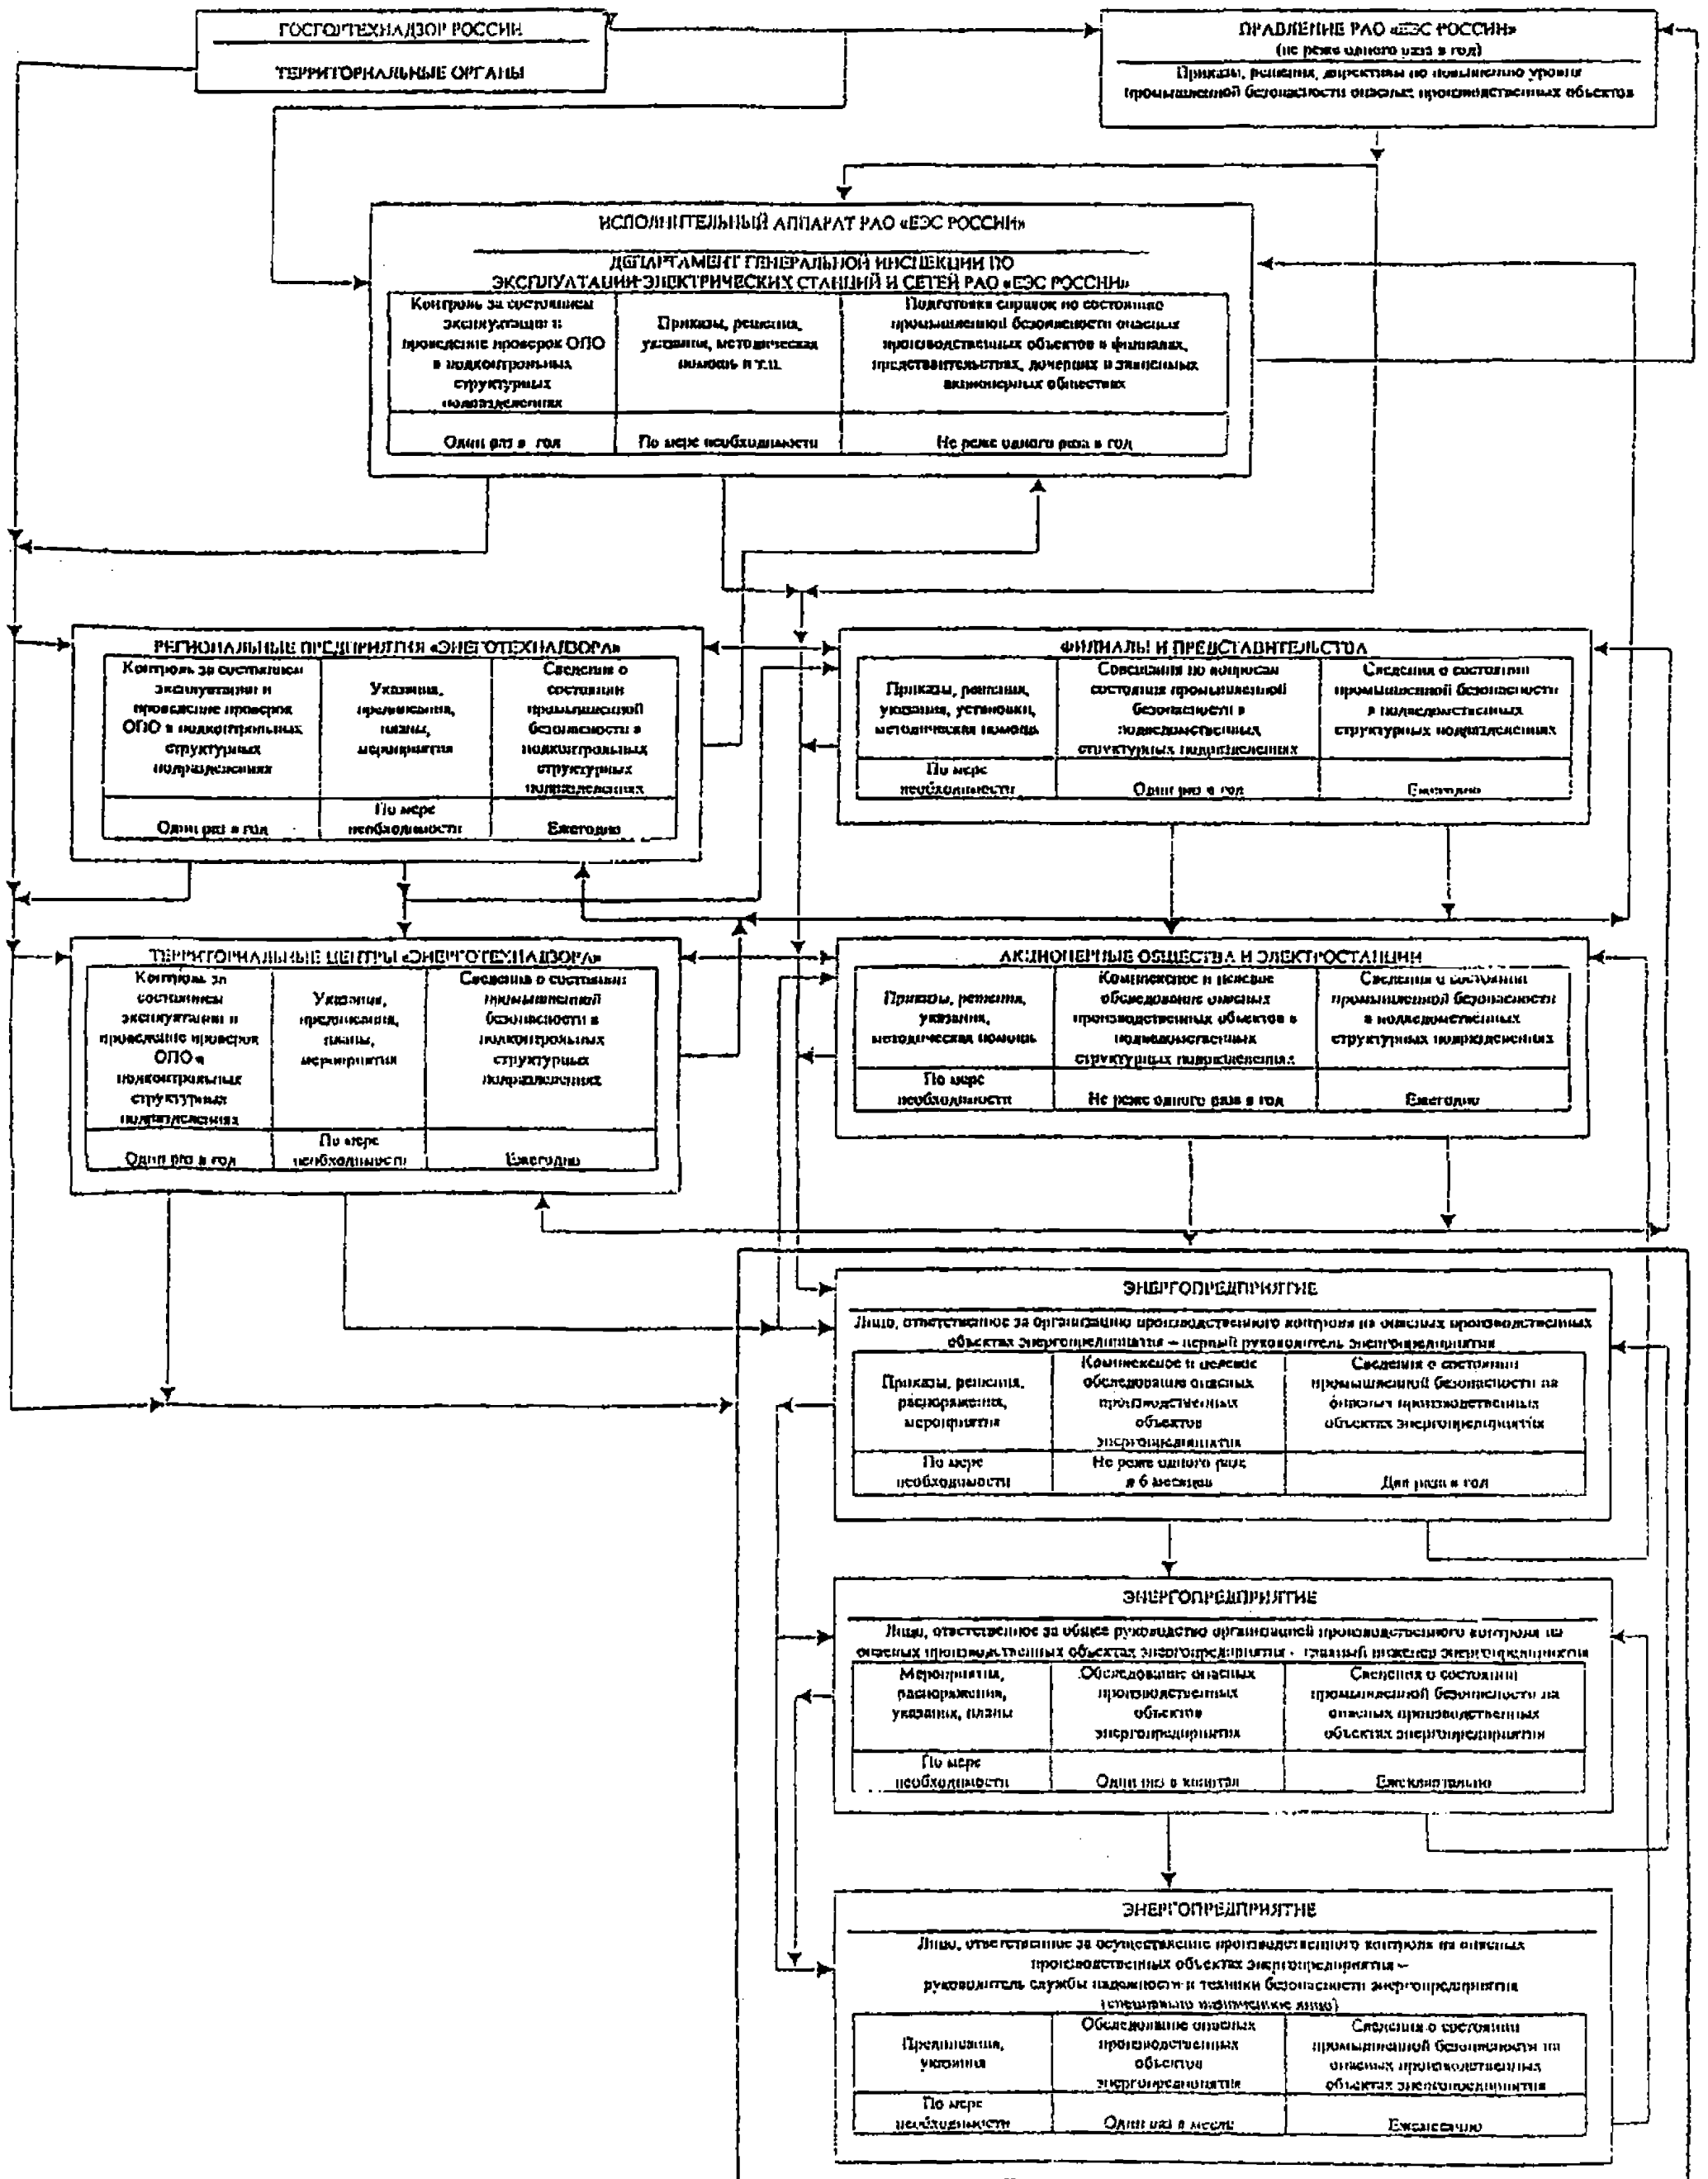 ГОСГОРТЕХНАДЗОР РОССИИ
ТЕРРИТОРИАЛЬНЫЕ ОРГАНЫ
ПРАВЛЕНИЕ РАО «ЕЭС РОССИИ»
(не реже одного раза в год)
Приказы, решения, директивы по повышению уровня
промышленной безопасности опасных производственных объектов
ИСПОЛНИТЕЛЬНЫЙ АППАРАТ РАО «ЕЭС РОССИИ»
ДЕПАРТАМЕНТ ГЕНЕРАЛЬНОЙ ИНСПЕКЦИИ ПО
ЭКСПЛУАТАЦИИ ЭЛЕКТРИЧЕСКИХ СТАНЦИЙ И СЕТЕЙ РАО «ЕЭС РОССИИ»
Контроль за состоянием
эксплуатации и
проведение проверок ОПО
в подконтрольных
структурных
подразделениях
Один раз в год
Приказы, решения,
указания, методическая
помощь и т.п.
По мере необходимости
Подготовка справок по состоянию
промышленной безопасности опасных
производственных объектов в филиалах,
представительствах, дочерних и зависимых
акционерных обществах
Не реже одного раза в год
РЕГИОНАЛЬНЫЕ ПРЕДПРИЯТИЯ «ЭНЕРГОТЕХНАДЗОРА»
Контроль за состоянием
эксплуатации и
проведение проверок
ОПО в подконтрольных
структурных
подразделениях
Один раз в год
Указания,
предписания,
планы,
мероприятия
По мере
необходимости
Сведения о
состоянии
промышленной
безопасности в
подконтрольных
структурных
подразделениях
Ежегодно
ФИЛИАЛЫ И ПРЕДСТАВИТЕЛЬСТВА
Приказы, решения,
указания, установки,
методическая помощь
По мере
необходимости
Совещания по вопросам
состояния промышленной
безопасности в
подведомственных
структурных подразделениях
Один раз в год
Сведения о состоянии
промышленной безопасности
в подведомственных
структурных подразделениях
Ежегодно
ТЕРРИТОРИАЛЬНЫЕ ЦЕНТРЫ «ЭНЕРГОТЕХНАДЗОРА»
Контроль за
состоянием
эксплуатации и
проведение проверок
ОПО в
подконтрольных
структурных
подразделениях
Один раз в год
Указания,
предписания,
планы,
мероприятия
По мере
необходимости
Сведения о состоянии
промышленной
безопасности в
подконтрольных
структурных
подразделениях
Ежегодно
АКЦИОНЕРНЫЕ ОБЩЕСТВА И ЭЛЕКТРОСТАНЦИИ
Приказы, решения,
указания,
методическая помощь
По мере
необходимости
Комплексное и целевое
обследование опасных
производственных объектов в
подведомственных
структурных подразделениях
Не реже одного раза в год
Сведения о состоянии
промышленной безопасности
в подведомственных
структурных подразделениях
Ежегодно
ЭНЕРГОПРЕДПРИЯТИЕ
Лицо, ответственное за организацию производственного контроля на опасных производственных
объектах энергопредприятия – первый руководитель энергопредприятия
Приказы, решения,
распоряжения,
мероприятия
По мере
необходимости
Комплексное и целевое
обследование опасных
производственных
объектов
энергопредприятия
Не реже одного раза
в 6 месяцев
Сведения о состоянии
промышленной безопасности на
опасных производственных
объектах энергопредприятия
Два раза в год
ЭНЕРГОПРЕДПРИЯТИЕ
Лицо, ответственное за общее руководство организацией производственного контроля на
опасных производственных объектах энергопредприятия - главный инженер энергопредприятия
Мероприятия,
распоряжения,
указания, планы
По мере
необходимости
Обследование опасных
производственных
объектов
энергопредприятия
Один раз в квартал
Сведения о состоянии
промышленной безопасности на
опасных производственных
объектах энергопредприятия
Ежеквартально
ЭНЕРГОПРЕДПРИЯТИЕ
Лицо, ответственное за осуществление производственного контроля на опасных
производственных объектах энергопредприятия –
руководитель службы надежности и техники безопасности энергопредприятия
(специально назначенное лицо)
Предписания,
указания
По мере
необходимости
Обследование опасных
производственных
объектов
энергопредприятия
Один раз в месяц
Сведения о состоянии
промышленной безопасности на
опасных производственных
объектах энергопредприятия
Ежемесячно